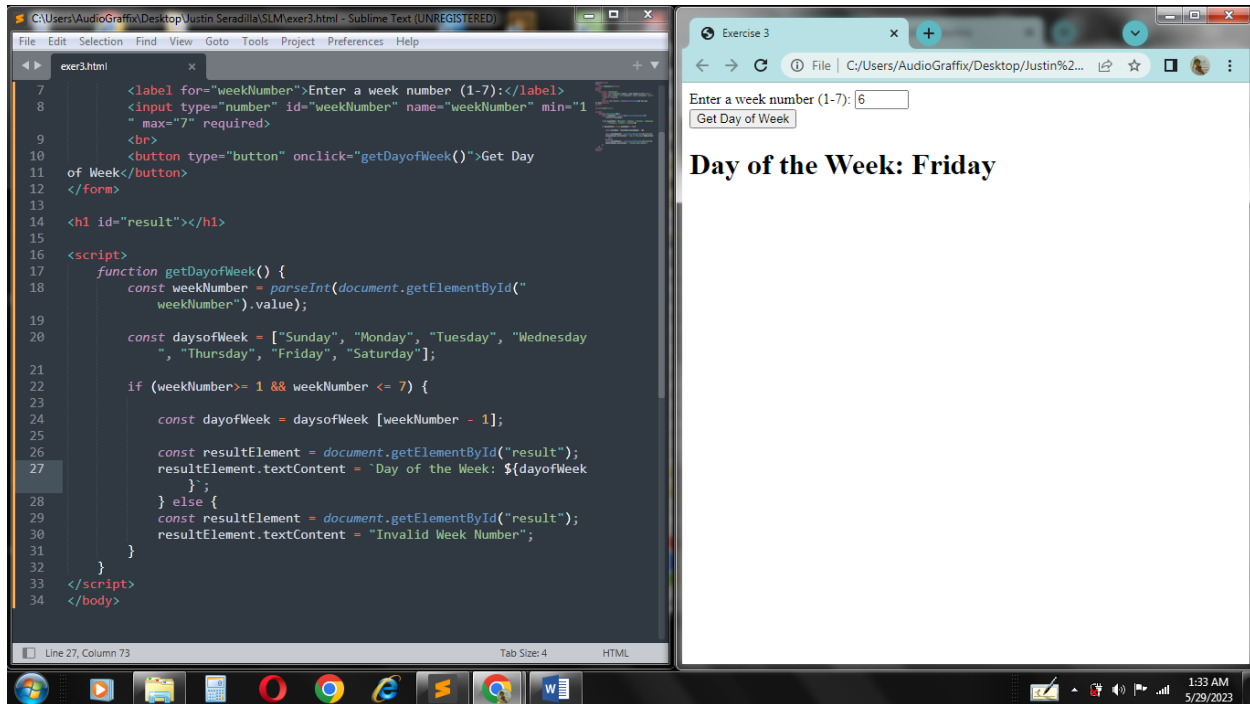 C:\Users\AudioGraffix\Desktop\Justin Seradilla\SLM\exer3.html - Sublime Text (UNREGISTERED)
File Edit Selection Find View Goto Tools Project Preferences Help
exer3.html
7 <label for="weekNumber">Enter a week number (1-7):</label>
8 <input type="number" id="weekNumber" name="weekNumber" min="1
" max="7" required>
9 <br>
10 <button type="button" onclick="getDayofWeek()">Get Day
11 of Week</button>
12 </form>
13
14 <h1 id="result"></h1>
15
16 <script>
17 function getDayofWeek() {
18 const weekNumber = parseInt(document.getElementById("
weekNumber").value);
19
20 const daysofWeek = ["Sunday", "Monday", "Tuesday", "Wednesday
", "Thursday", "Friday", "Saturday"];
21
22 if (weekNumber>= 1 && weekNumber <= 7) {
23
24 const dayofWeek = daysofWeek [weekNumber - 1];
25
26 const resultElement = document.getElementById("result");
27 resultElement.textContent = `Day of the Week: ${dayofWeek
}`;
28 } else {
29 const resultElement = document.getElementById("result");
30 resultElement.textContent = "Invalid Week Number";
31 }
32 }
33 </script>
34 </body>
Line 27, Column 73 Tab Size: 4 HTML
Exercise 3
File | C:/Users/AudioGraffix/Desktop/Justin%2...
Enter a week number (1-7): 6
Get Day of Week
Day of the Week: Friday
1:33 AM
5/29/2023